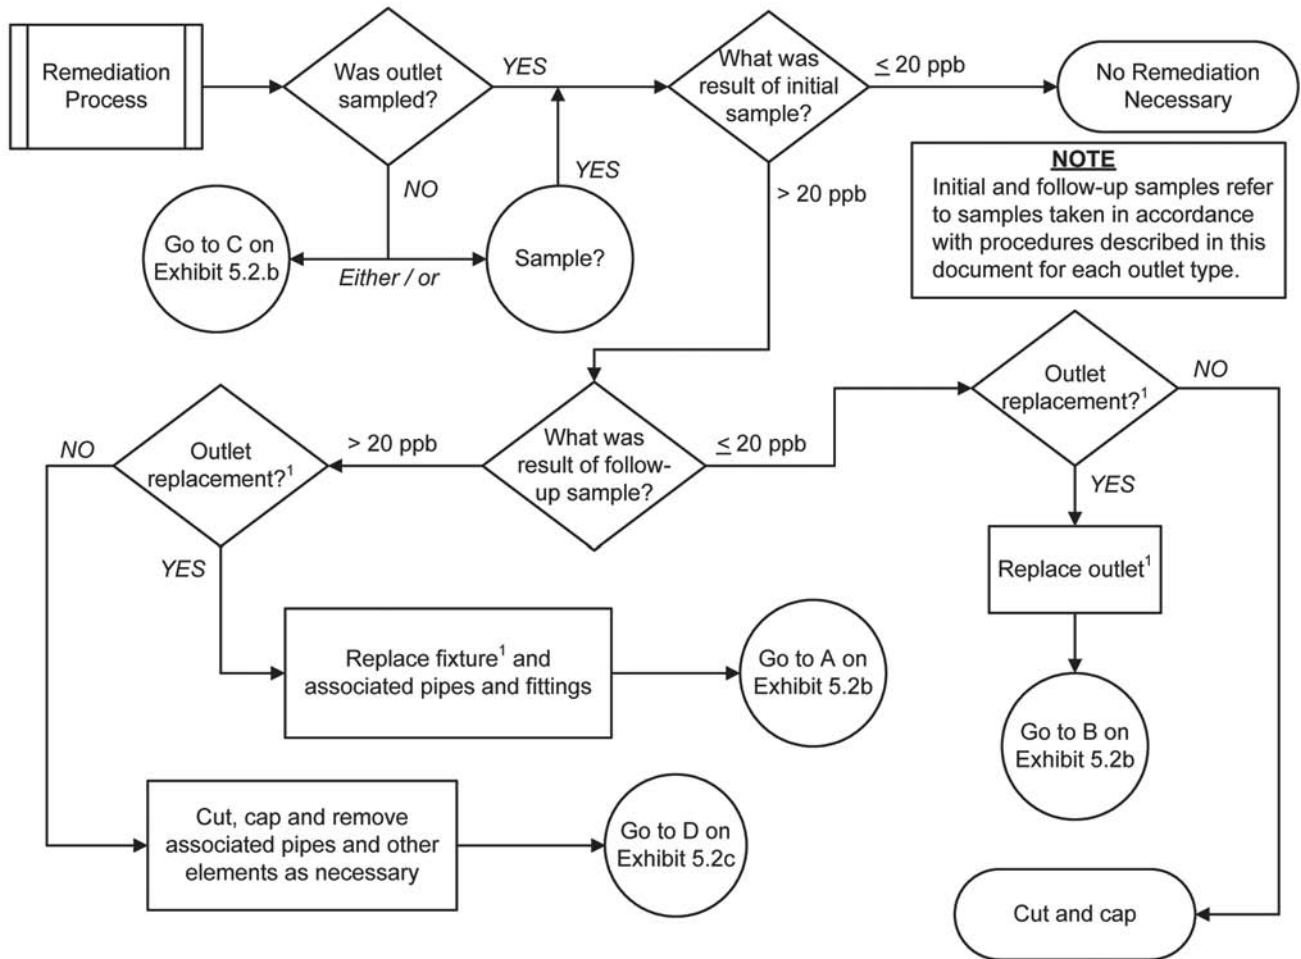 Remediation
Process
Was outlet
sampled?
YES
What was
result of initial
sample?
≤ 20 ppb
No Remediation
Necessary
NO
YES
> 20 ppb
NOTE
Initial and follow-up samples refer
to samples taken in accordance
with procedures described in this
document for each outlet type.
Go to C on
Exhibit 5.2.b
Either / or
Sample?
Outlet
replacement?¹
NO
YES
NO
Outlet
replacement?¹
> 20 ppb
What was
result of follow-
up sample?
≤ 20 ppb
YES
Replace outlet¹
Replace fixture¹ and
associated pipes and fittings
Go to A on
Exhibit 5.2b
Go to B on
Exhibit 5.2b
Cut, cap and remove
associated pipes and other
elements as necessary
Go to D on
Exhibit 5.2c
Cut and cap